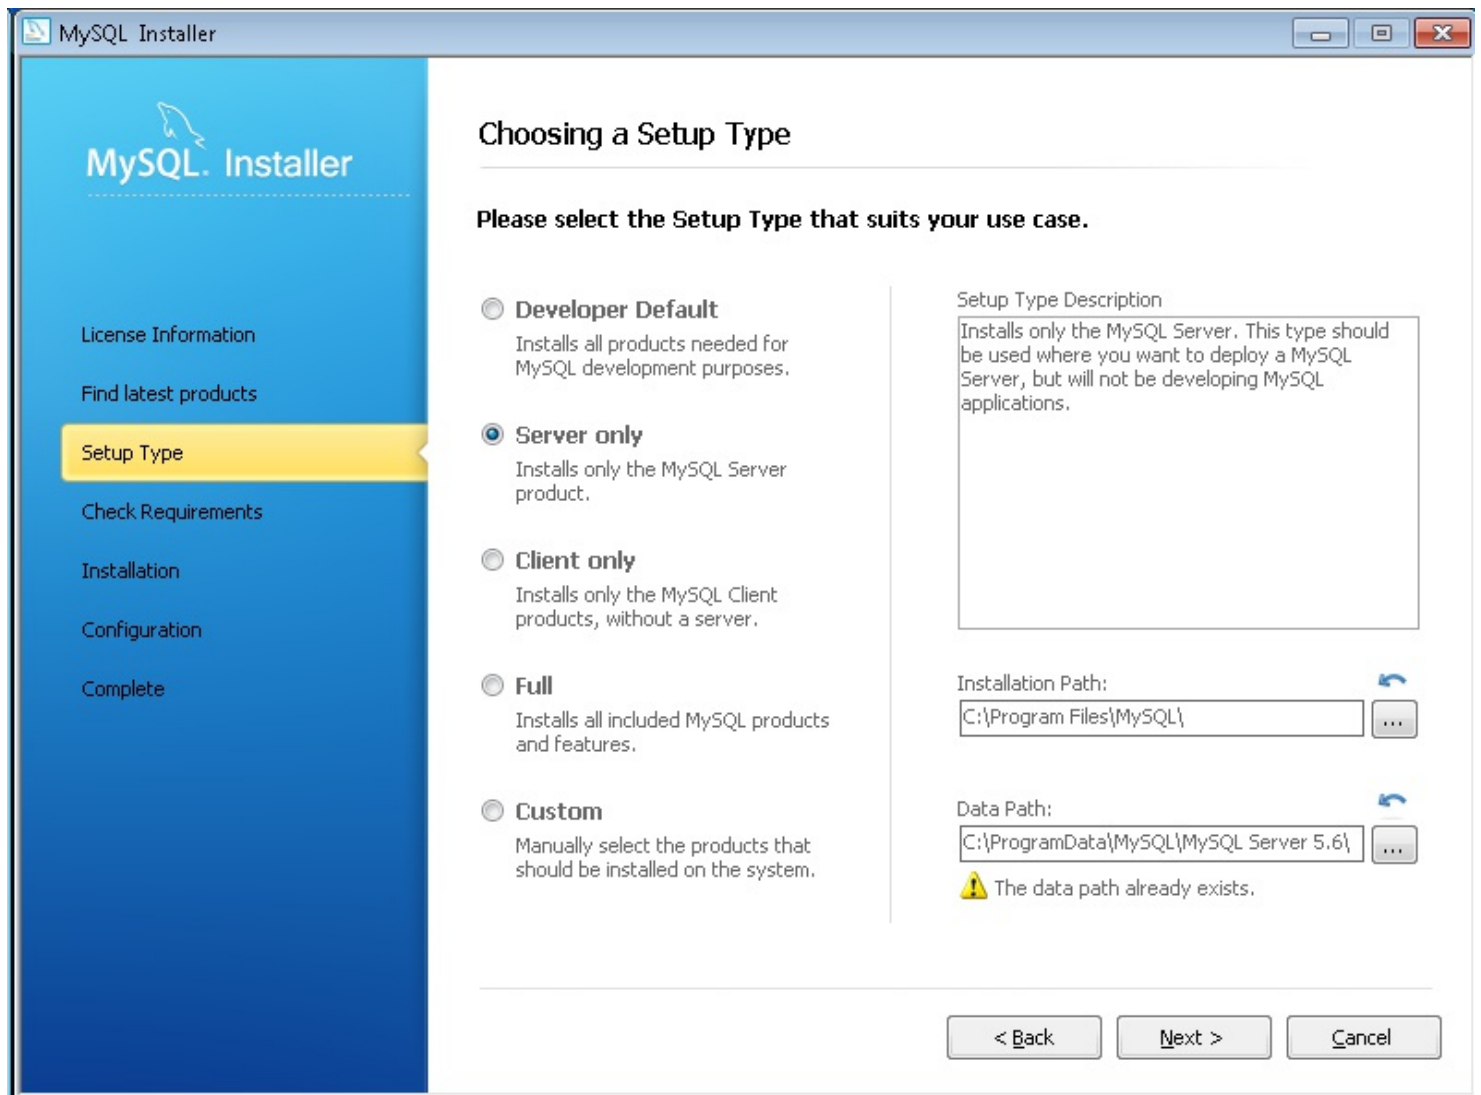 MySQL Installer
MySQL. Installer
License Information
Find latest products
Setup Type
Check Requirements
Installation
Configuration
Complete
Choosing a Setup Type
Please select the Setup Type that suits your use case.
Developer Default
Installs all products needed for
MySQL development purposes.
Server only
Installs only the MySQL Server
product.
Client only
Installs only the MySQL Client
products, without a server.
Full
Installs all included MySQL products
and features.
Custom
Manually select the products that
should be installed on the system.
Setup Type Description
Installs only the MySQL Server. This type should
be used where you want to deploy a MySQL
Server, but will not be developing MySQL
applications.
Installation Path:
C:\Program Files\MySQL\
...
Data Path:
C:\ProgramData\MySQL\MySQL Server 5.6\
...
The data path already exists.
< Back
Next >
Cancel